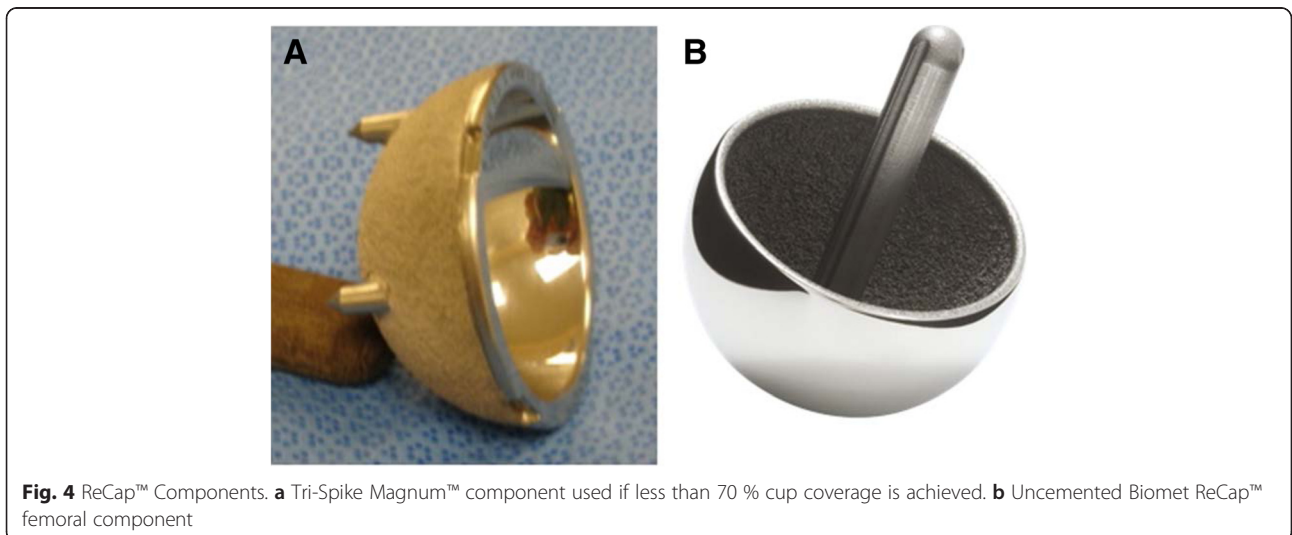 A
B
Fig. 4 ReCap™ Components. a Tri-Spike Magnum™ component used if less than 70 % cup coverage is achieved. b Uncemented Biomet ReCap™
femoral component